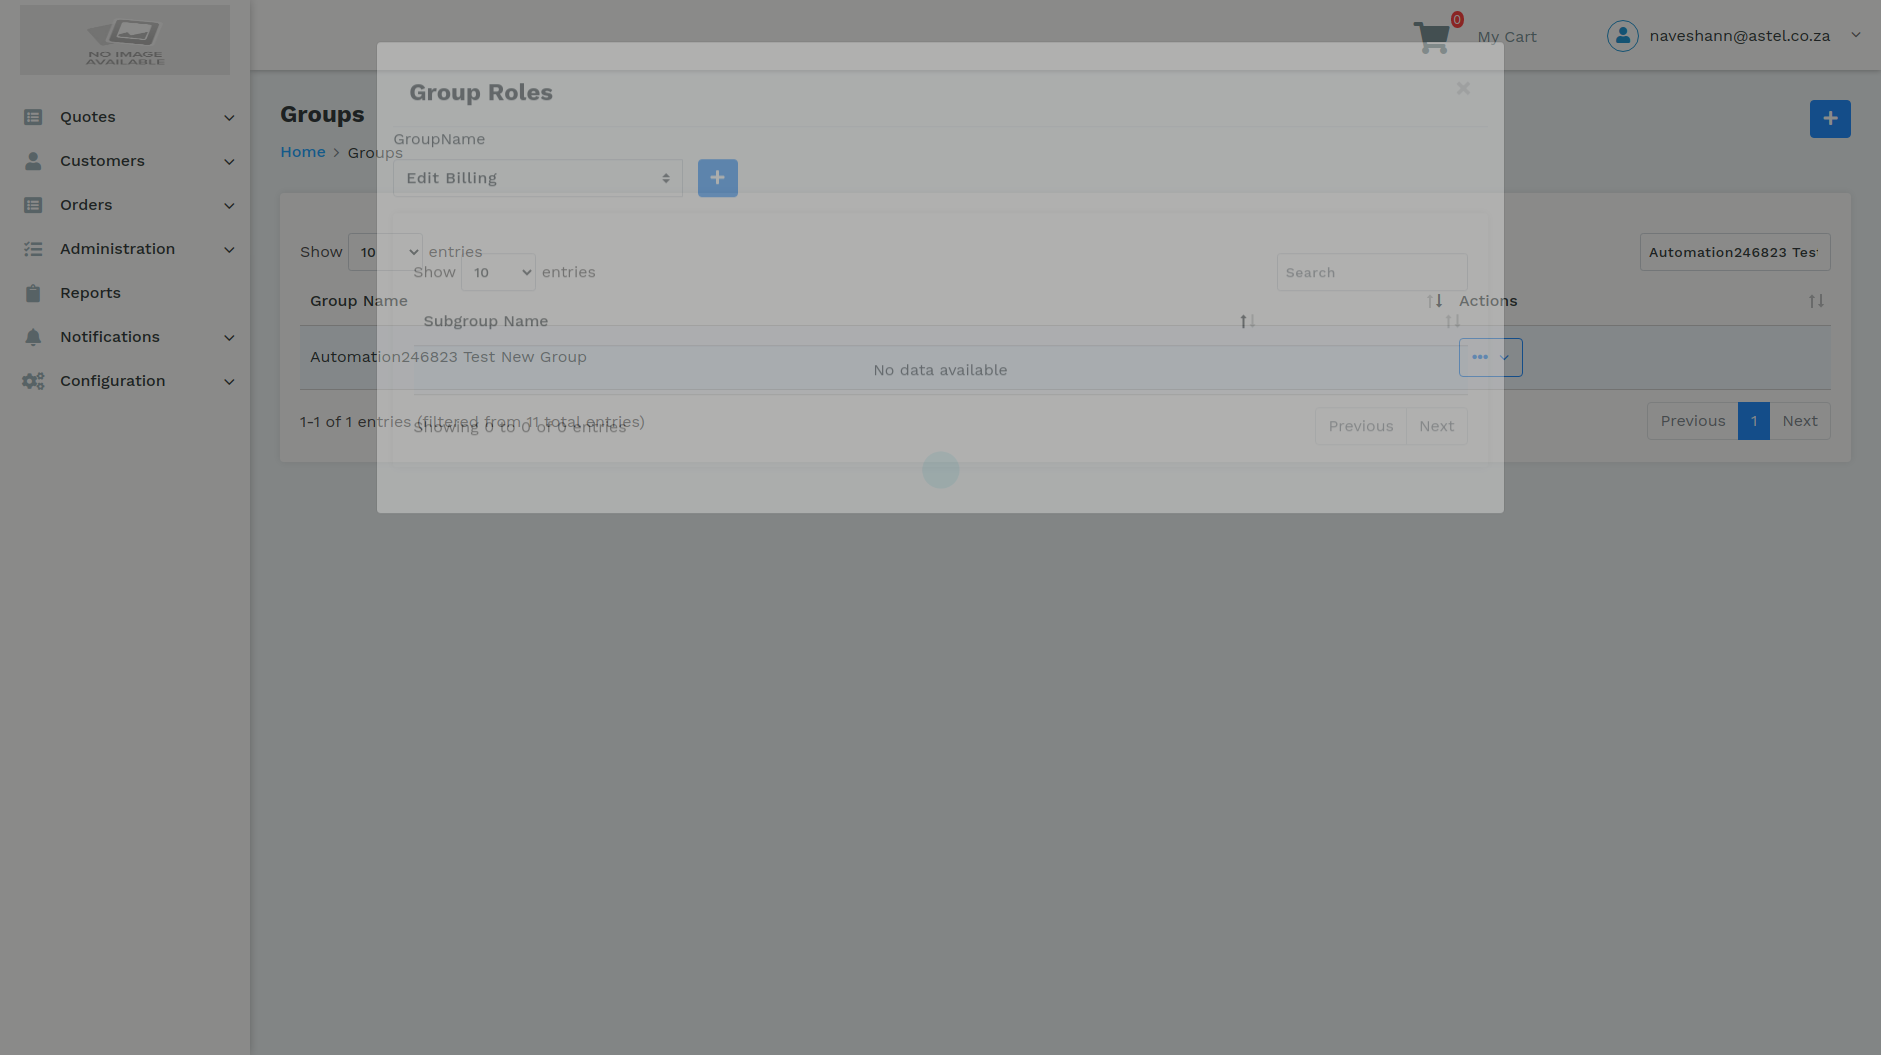 NO IMAGE
AVAILABLE
Quotes
Customers
Orders
Administration
Reports
Notifications
Configuration
0
My Cart
naveshann@astel.co.za
Groups
Home > Groups
Show 10 entries
Automation246823 Tes
Group Name
Actions
Automation246823 Test New Group
1-1 of 1 entries (filtered from 11 total entries)
Previous 1 Next
Group Roles
×
GroupName
Edit Billing
Show 10 entries
Search
Subgroup Name
No data available
Showing 0 to 0 of 0 entries
Previous Next